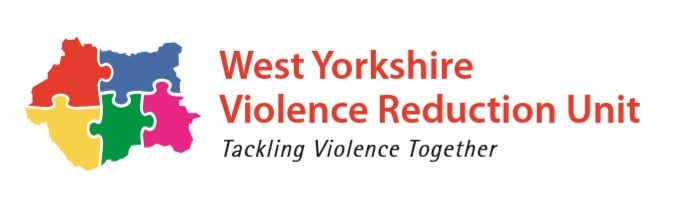 West Yorkshire
Violence Reduction Unit
Tackling Violence Together